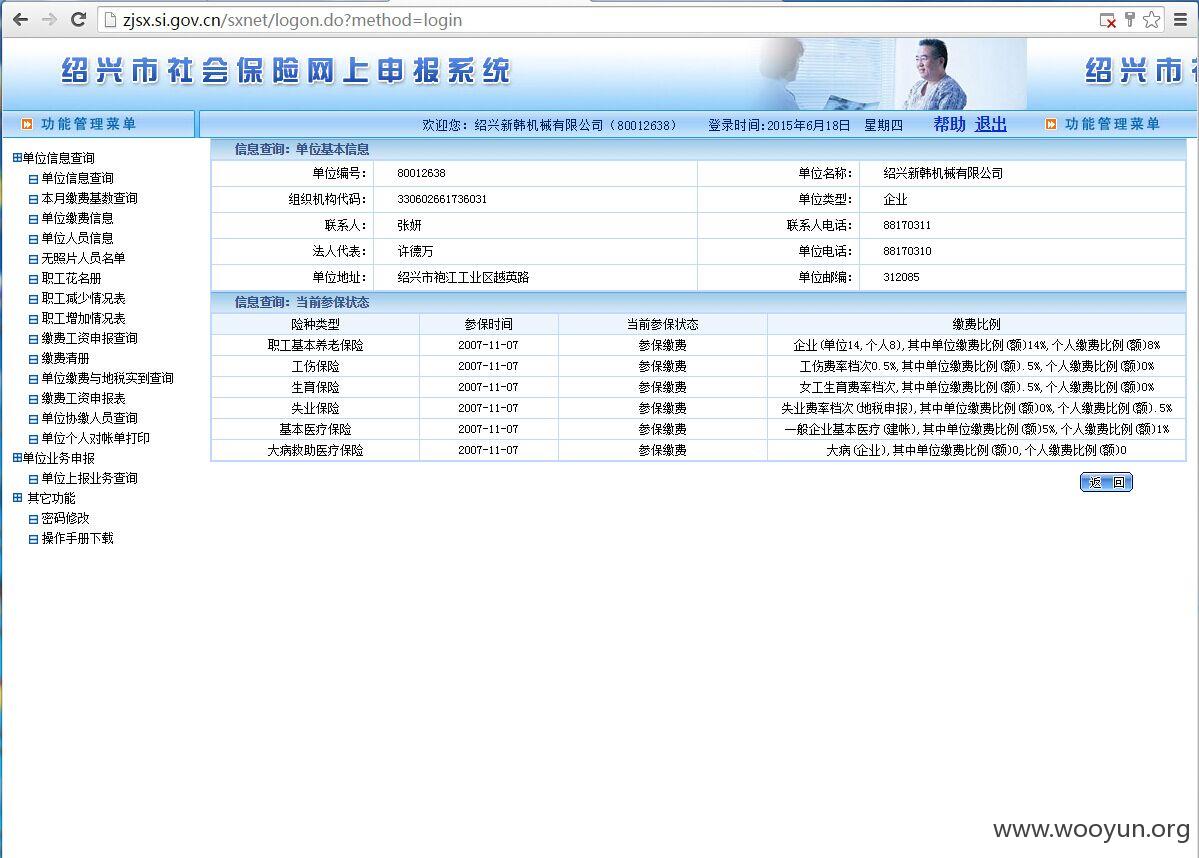 zjsx.si.gov.cn/sxnet/logon.do?method=login
绍兴市社会保险网上申报系统
绍兴市
功能管理菜单
欢迎您：绍兴新韩机械有限公司（80012638） 登录时间:2015年6月18日 星期四 帮助 退出
功能管理菜单
单位信息查询
单位信息查询
本月缴费基数查询
单位缴费信息
单位人员信息
无照片人员名单
职工花名册
职工减少情况表
职工增加情况表
缴费工资申报查询
缴费清册
单位缴费与地税实到查询
缴费工资申报表
单位协缴人员查询
单位个人对帐单打印
单位业务申报
单位上报业务查询
其它功能
密码修改
操作手册下载
信息查询：单位基本信息
单位编号： 80012638 单位名称： 绍兴新韩机械有限公司
组织机构代码： 330602661736031 单位类型： 企业
联系人： 张妍 联系人电话： 88170311
法人代表： 许德万 单位电话： 88170310
单位地址： 绍兴市袍江工业区越英路 单位邮编： 312085
信息查询：当前参保状态
险种类型 参保时间 当前参保状态 缴费比例
职工基本养老保险 2007-11-07 参保缴费 企业(单位14,个人8),其中单位缴费比例(额)14%,个人缴费比例(额)8%
工伤保险 2007-11-07 参保缴费 工伤费率档次0.5%,其中单位缴费比例(额).5%,个人缴费比例(额)0%
生育保险 2007-11-07 参保缴费 女工生育费率档次,其中单位缴费比例(额).5%,个人缴费比例(额)0%
失业保险 2007-11-07 参保缴费 失业费率档次(地税申报),其中单位缴费比例(额)0%,个人缴费比例(额).5%
基本医疗保险 2007-11-07 参保缴费 一般企业基本医疗(建帐),其中单位缴费比例(额)5%,个人缴费比例(额)1%
大病救助医疗保险 2007-11-07 参保缴费 大病(企业),其中单位缴费比例(额)0,个人缴费比例(额)0
返 回
www.wooyun.org